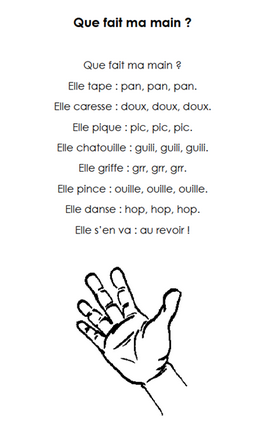 Que fait ma main ?
Que fait ma main ?
Elle tape : pan, pan, pan.
Elle caresse : doux, doux, doux.
Elle pique : pic, pic, pic.
Elle chatouille : guili, guili, guili.
Elle griffe : grr, grr, grr.
Elle pince : ouille, ouille, ouille.
Elle danse : hop, hop, hop.
Elle s'en va : au revoir !